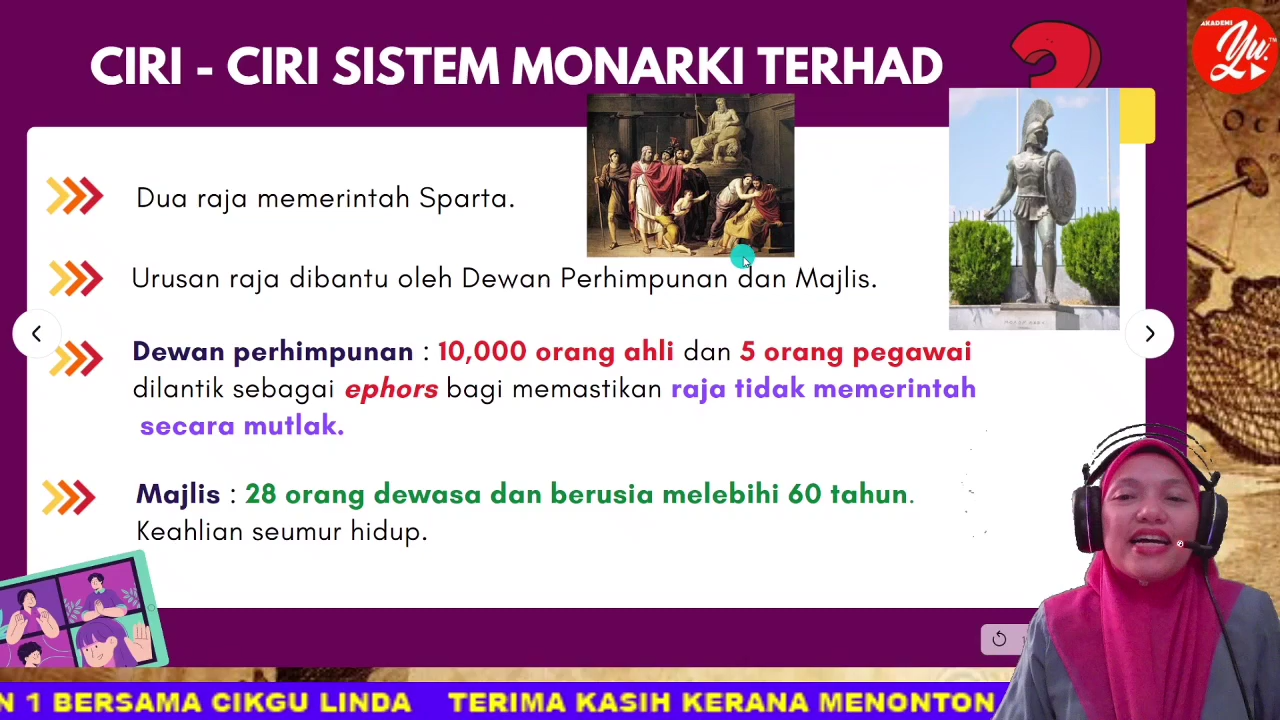 CIRI - CIRI SISTEM MONARKI TERHAD
AKADEMI
Yu.
Dua raja memerintah Sparta.
Urusan raja dibantu oleh Dewan Perhimpunan dan Majlis.
Dewan perhimpunan : 10,000 orang ahli dan 5 orang pegawai
dilantik sebagai ephors bagi memastikan raja tidak memerintah
secara mutlak.
Majlis : 28 orang dewasa dan berusia melebihi 60 tahun.
Keahlian seumur hidup.
N 1 BERSAMA CIKGU LINDA TERIMA KASIH KERANA MENONTON